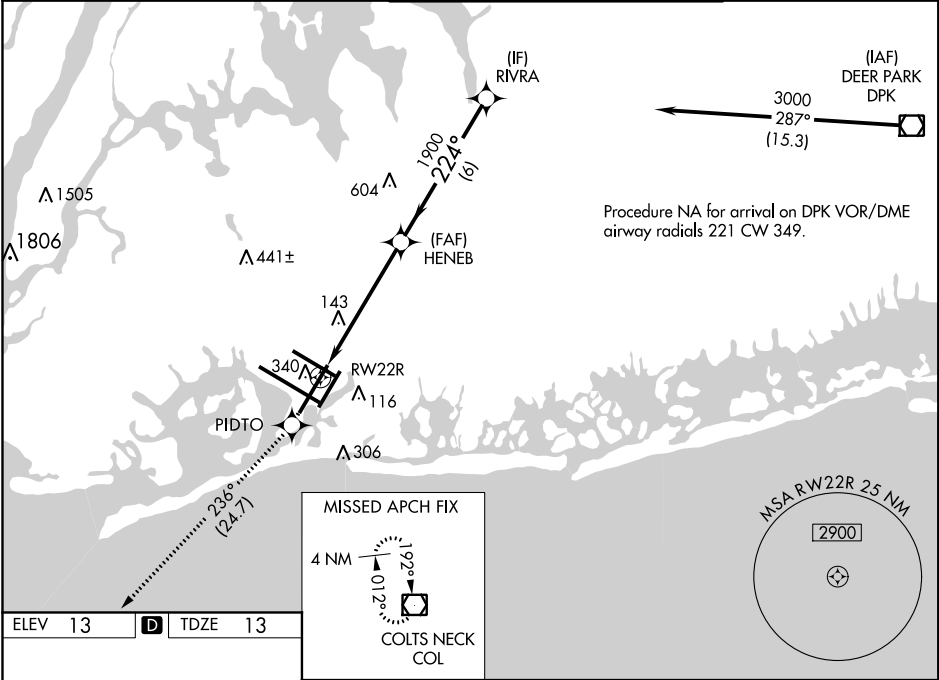 (IF)
RIVRA
(IAF)
DEER PARK
DPK
3000
287°
(15.3)
1900
224°
(6)
604
1505
1806
441±
(FAF)
HENEB
Procedure NA for arrival on DPK VOR/DME
airway radials 221 CW 349.
143
340
RW22R
116
PIDTO
306
236°
(24.7)
MISSED APCH FIX
4 NM
192°
012°
COLTS NECK
COL
MSA RW22R 25 NM
2900
ELEV 13 D TDZE 13